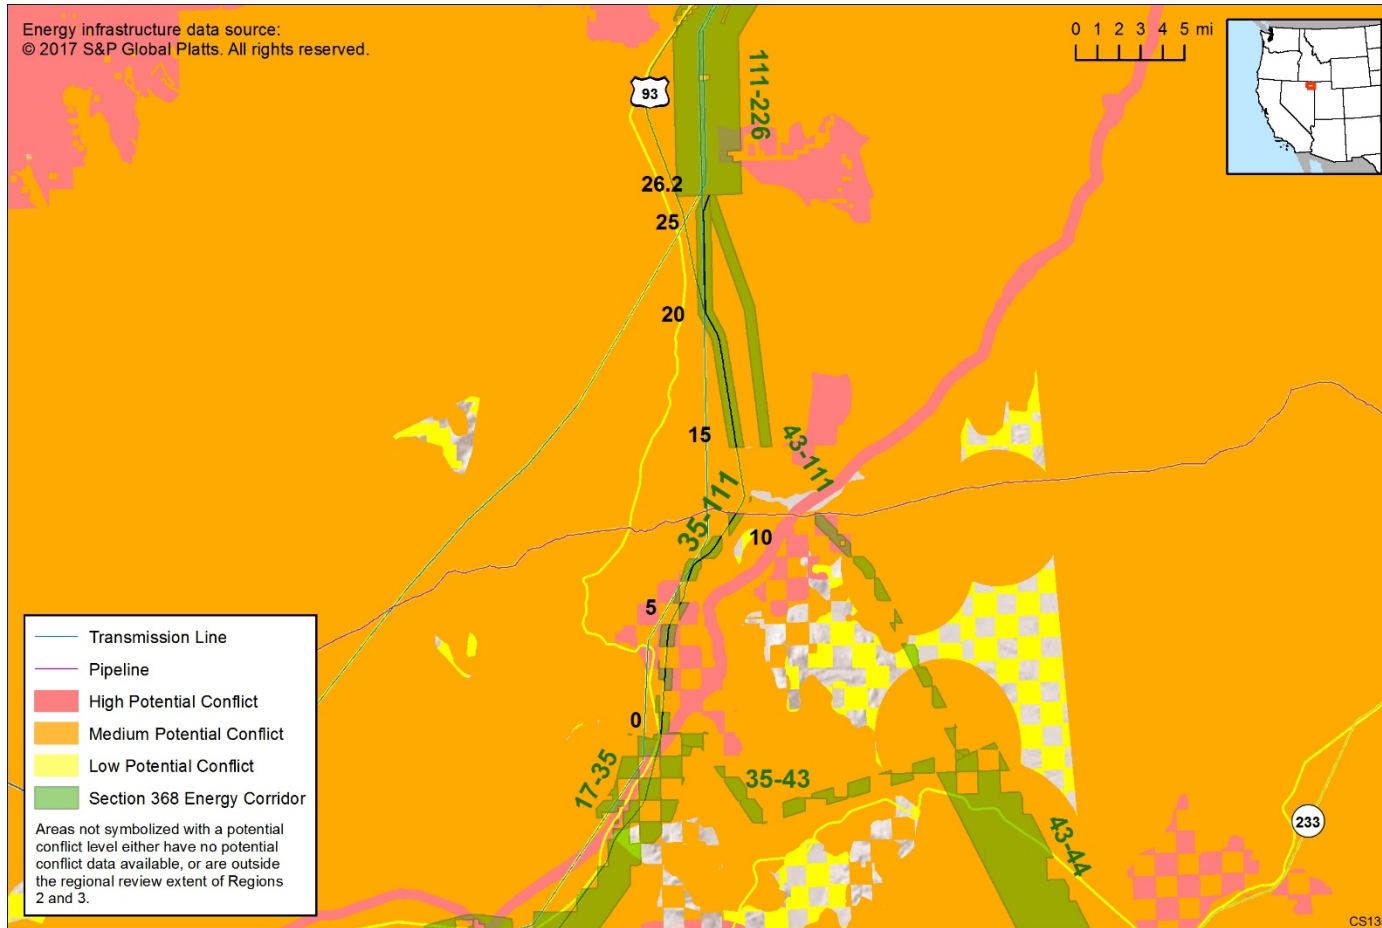 Energy infrastructure data source:
© 2017 S&P Global Platts. All rights reserved.
0 1 2 3 4 5 mi
93
111-226
26.2
25
20
15
43-111
35-111
10
5
0
17-35
35-43
43-44
233
Transmission Line
Pipeline
High Potential Conflict
Medium Potential Conflict
Low Potential Conflict
Section 368 Energy Corridor
Areas not symbolized with a potential
conflict level either have no potential
conflict data available, or are outside
the regional review extent of Regions
2 and 3.
CS13